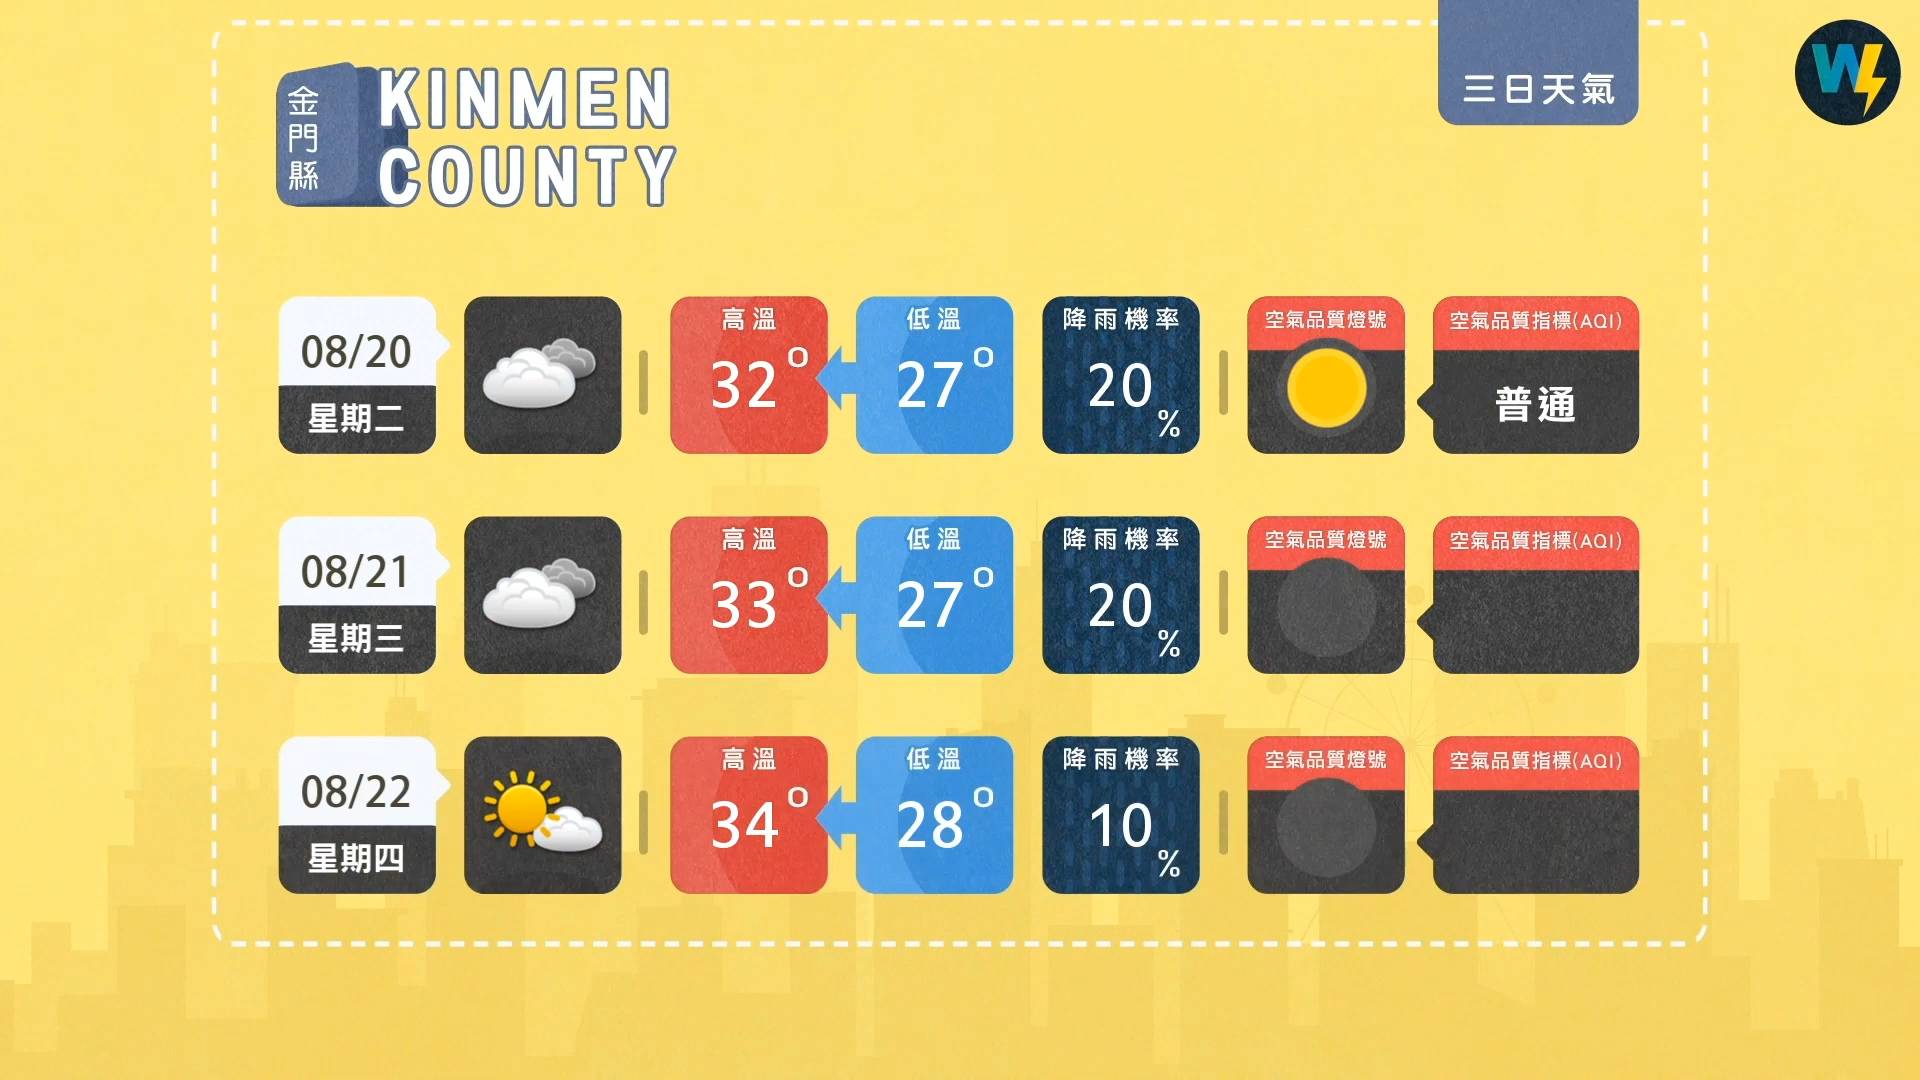 金門縣
KINMEN
COUNTY
三日天氣
W
08/20
星期二
高溫
32°
低溫
27°
降雨機率
20%
空氣品質燈號
空氣品質指標(AQI)
普通
08/21
星期三
高溫
33°
低溫
27°
降雨機率
20%
空氣品質燈號
空氣品質指標(AQI)
08/22
星期四
高溫
34°
低溫
28°
降雨機率
10%
空氣品質燈號
空氣品質指標(AQI)